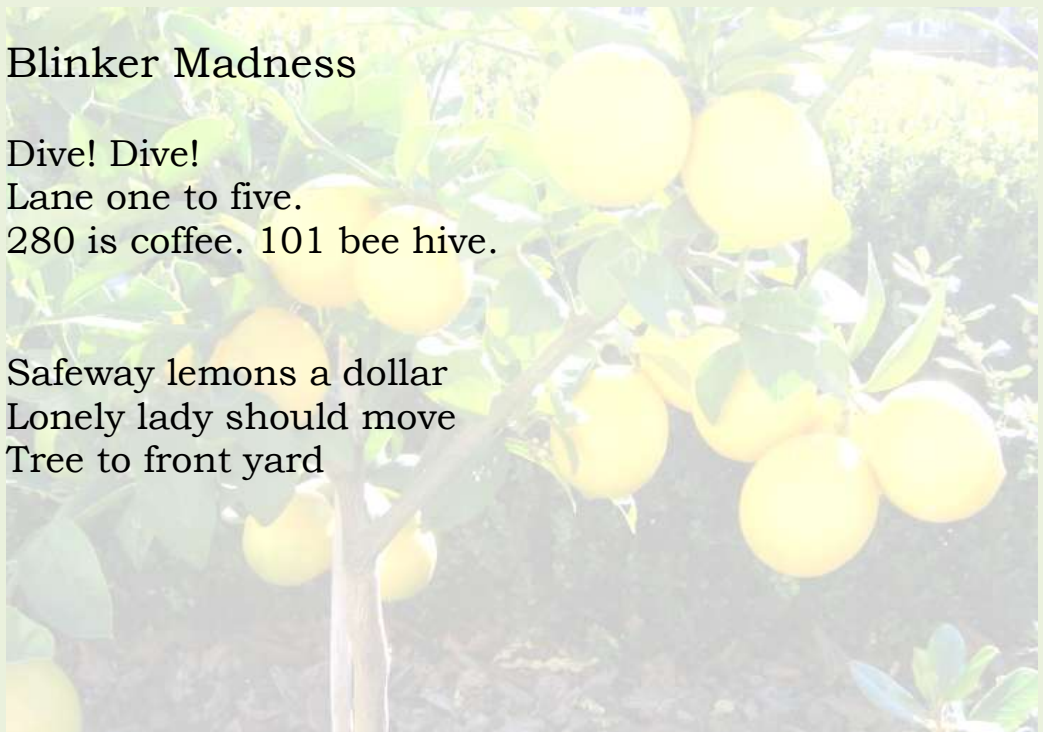 Blinker Madness
Dive! Dive!
Lane one to five.
280 is coffee. 101 bee hive.
Safeway lemons a dollar
Lonely lady should move
Tree to front yard